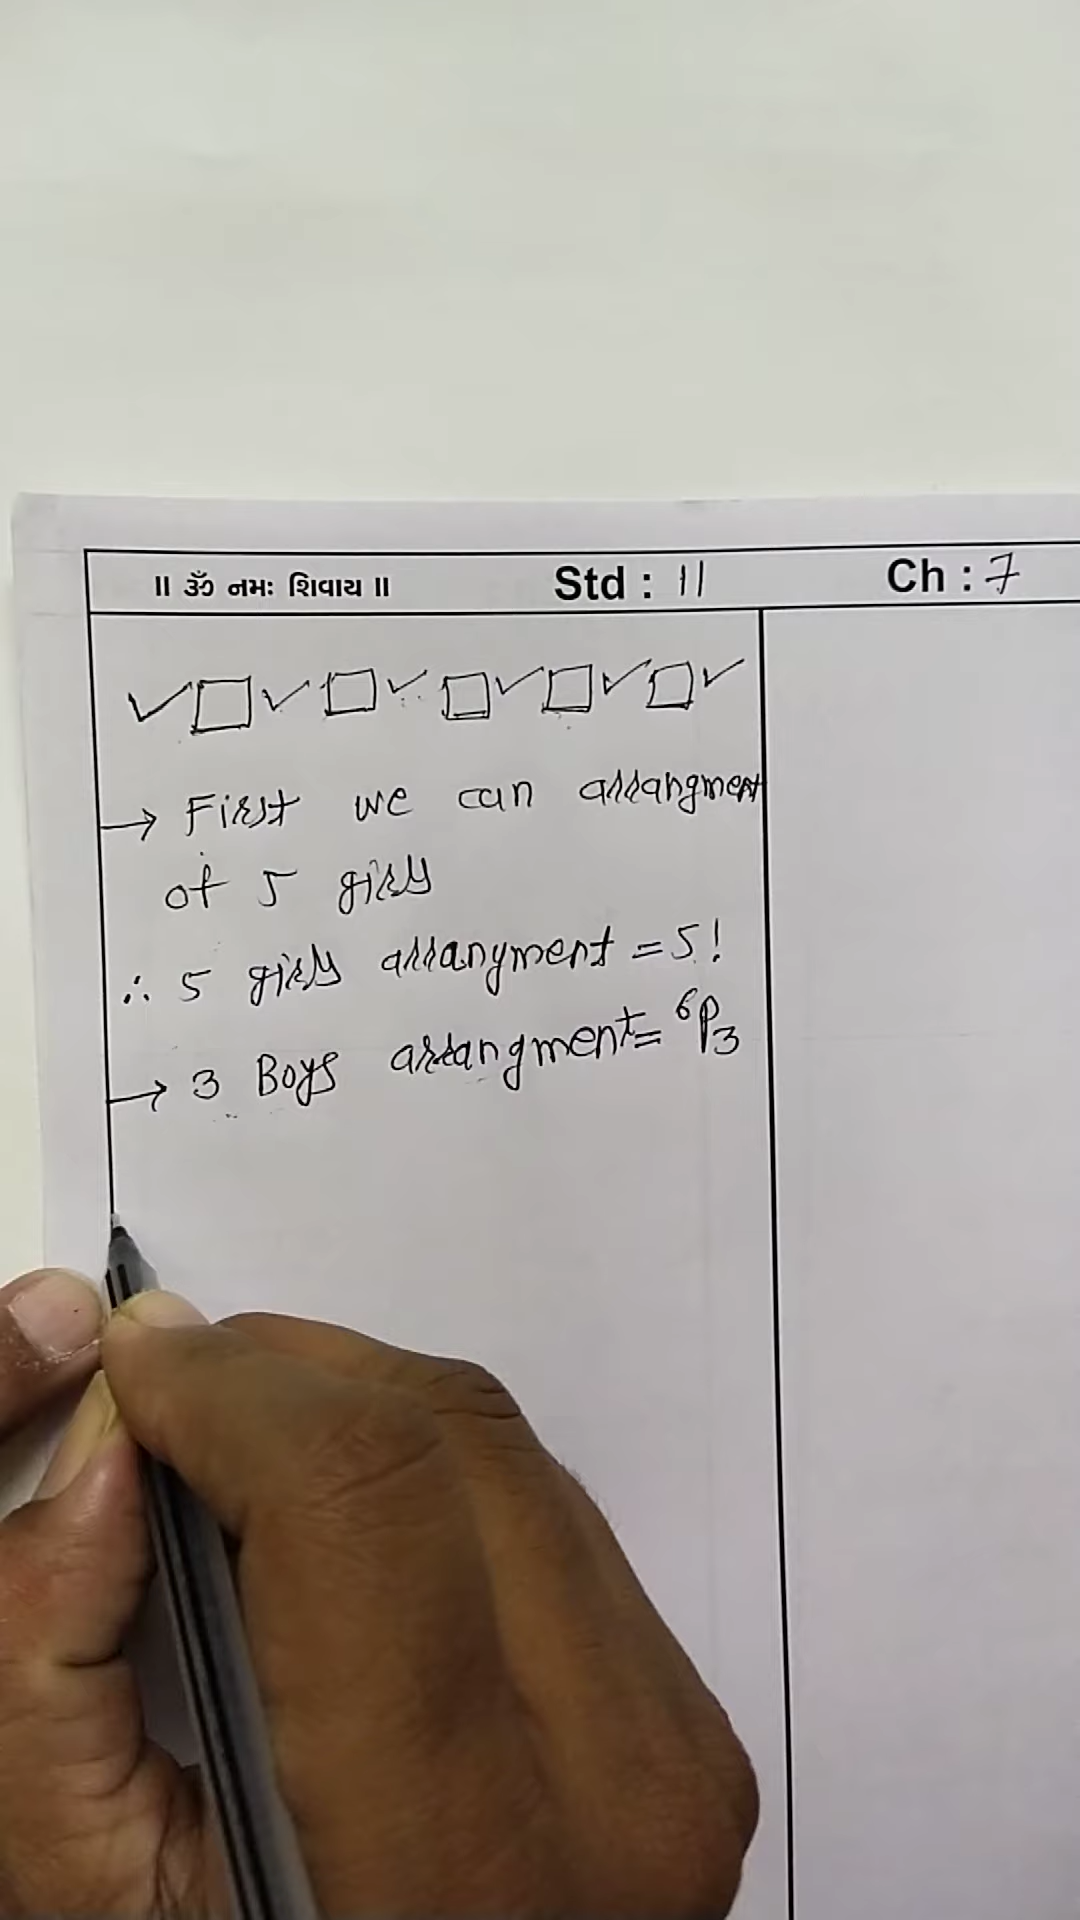 ॥ ૐ નમઃ શિવાય ॥ Std : 11 Ch : 7
→ First we can arrangment
of 5 girls
∴ 5 girls arrangment = 5!
→ 3 Boys arrangment = ⁶P₃